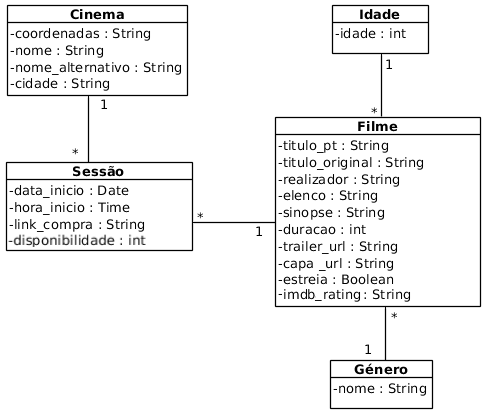 Cinema
-coordenadas : String
-nome : String
-nome_alternativo : String
-cidade : String
1
*
Sessão
-data_inicio : Date
-hora_inicio : Time
-link_compra : String
-disponibilidade : int
*
1
Idade
-idade : int
1
*
Filme
-titulo_pt : String
-titulo_original : String
-realizador : String
-elenco : String
-sinopse : String
-duracao : int
-trailer_url : String
-capa _url : String
-estreia : Boolean
-imdb_rating: String
*
1
Género
-nome : String